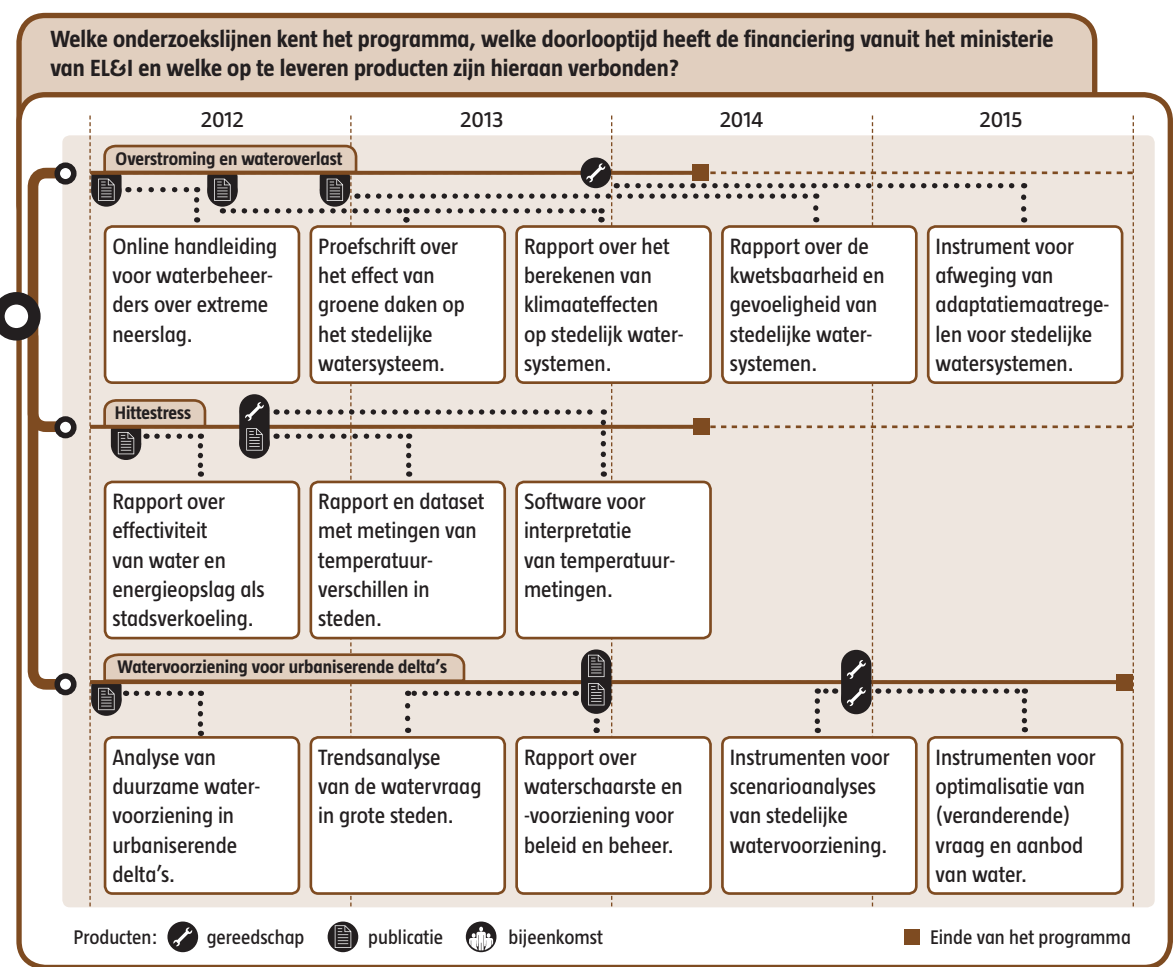 Welke onderzoekslijnen kent het programma, welke doorlooptijd heeft de financiering vanuit het ministerie
van EL&I en welke op te leveren producten zijn hieraan verbonden?
2012 2013 2014 2015
Overstroming en wateroverlast
Online handleiding
voor waterbeheer-
ders over extreme
neerslag.
Proefschrift over
het effect van
groene daken op
het stedelijke
watersysteem.
Rapport over het
berekenen van
klimaateffecten
op stedelijk water-
systemen.
Rapport over de
kwetsbaarheid en
gevoeligheid van
stedelijke water-
systemen.
Instrument voor
afweging van
adaptatiemaatrege-
len voor stedelijke
watersystemen.
Hittestress
Rapport over
effectiviteit
van water en
energieopslag als
stadsverkoeling.
Rapport en dataset
met metingen van
temperatuur-
verschillen in
steden.
Software voor
interpretatie
van temperatuur-
metingen.
Watervoorziening voor urbaniserende delta's
Analyse van
duurzame water-
voorziening in
urbaniserende
delta's.
Trendsanalyse
van de watervraag
in grote steden.
Rapport over
waterschaarste en
-voorziening voor
beleid en beheer.
Instrumenten voor
scenarioanalyses
van stedelijke
watervoorziening.
Instrumenten voor
optimalisatie van
(veranderende)
vraag en aanbod
van water.
Producten: gereedschap publicatie bijeenkomst Einde van het programma